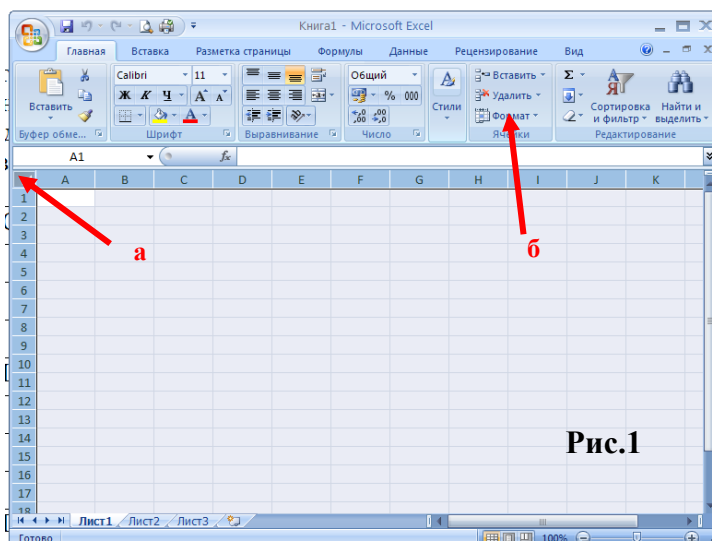 Книга1 - Microsoft Excel
Главная Вставка Разметка страницы Формулы Данные Рецензирование Вид
Вставить
Calibri 11
Ж К Ч
А А
А
Общий
% 000
Стили
Вставить
Удалить
Формат
Σ
Сортировка и фильтр
Найти и выделить
Буфер обме... Шрифт Выравнивание Число Ячейки Редактирование
A1 fx
A B C D E F G H I J K
1
2
3
4
5
6
7
8
9
10
11
12
13
14
15
16
17
18
а
б
Рис.1
Лист1 Лист2 Лист3
Готово 100%